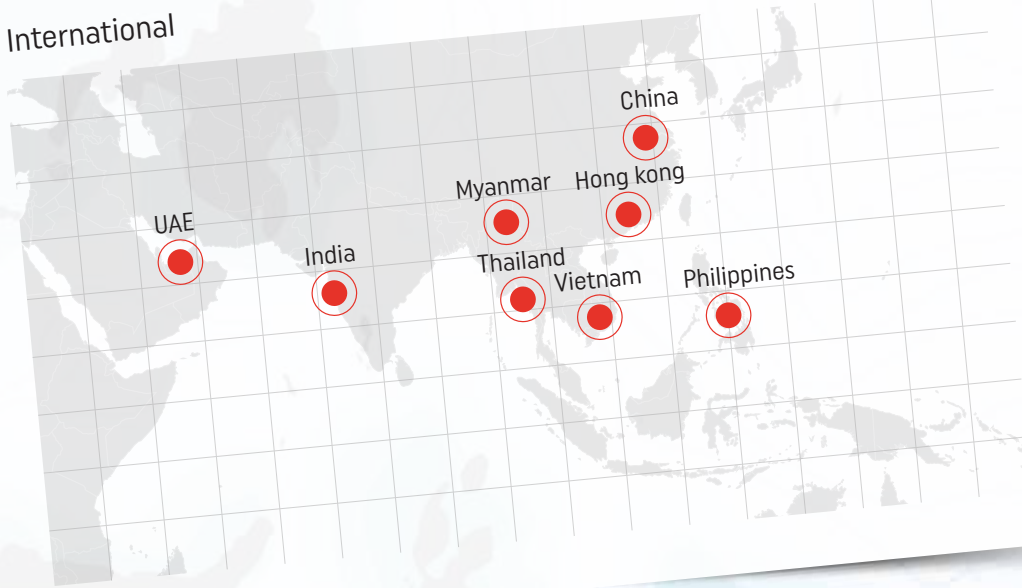 International
China
Myanmar
Hong kong
UAE
India
Thailand
Vietnam
Philippines